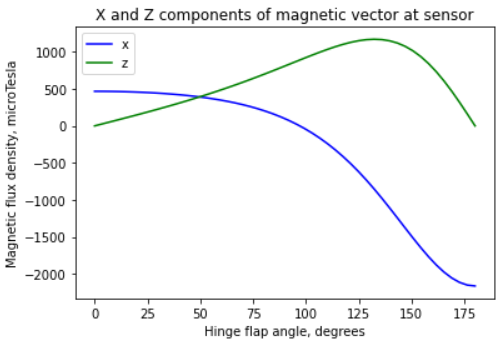 X and Z components of magnetic vector at sensor
x
z
1000
500
0
−500
−1000
−1500
−2000
Magnetic flux density, microTesla
0 25 50 75 100 125 150 175
Hinge flap angle, degrees